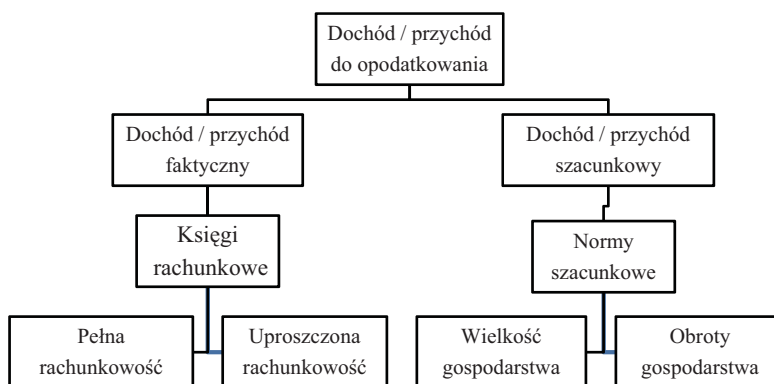 Dochód / przychód
do opodatkowania
Dochód / przychód
faktyczny
Dochód / przychód
szacunkowy
Księgi
rachunkowe
Normy
szacunkowe
Pełna
rachunkowość
Uproszczona
rachunkowość
Wielkość
gospodarstwa
Obroty
gospodarstwa